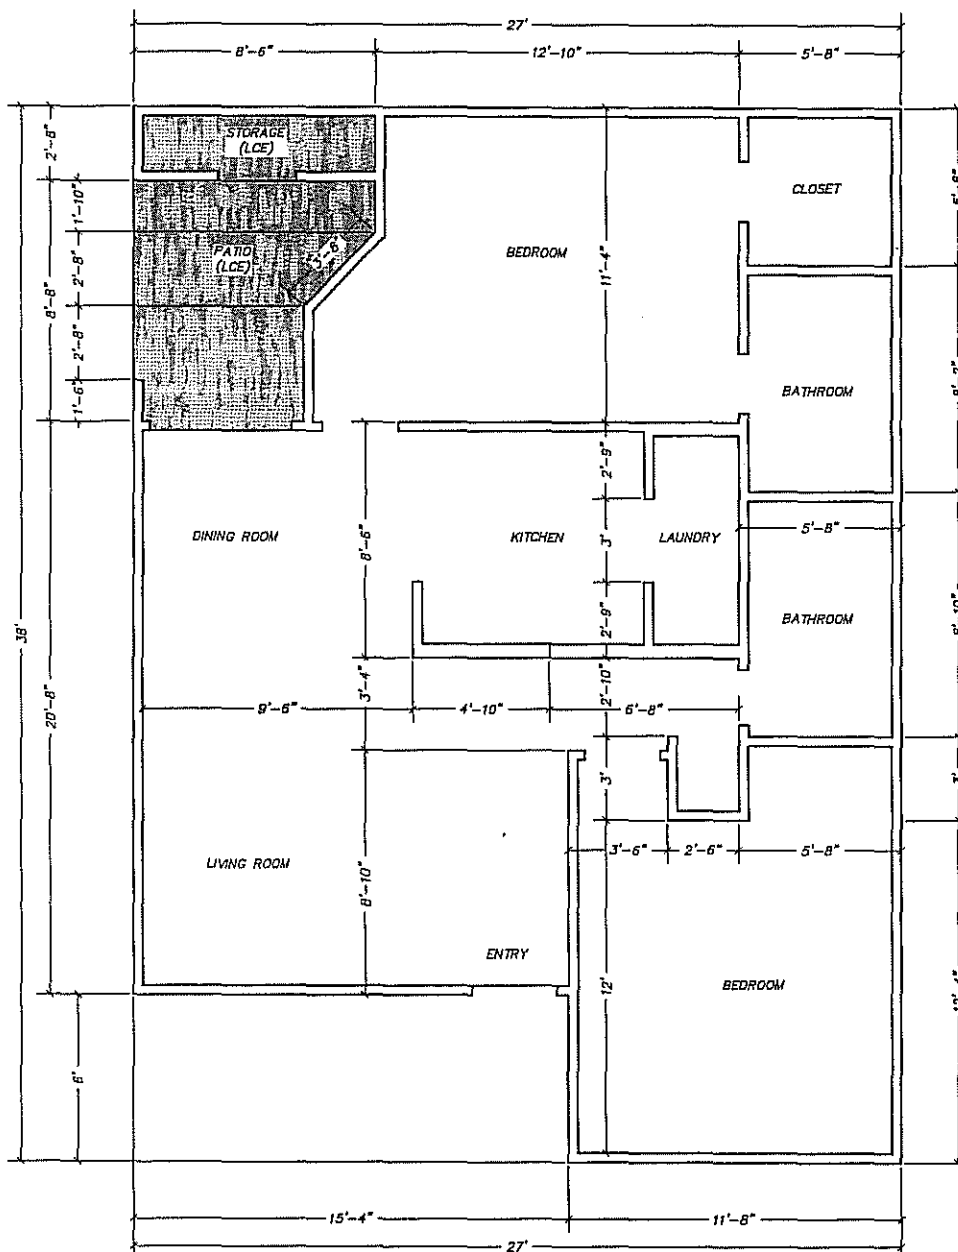 27'
8'-6"
12'-10"
5'-8"
2'-8"
STORAGE
(LCE)
CLOSET
1'-10"
PATIO
(LCE)
3'-8"
BEDROOM
11'-4"
2'-8"
8'-8"
2'-8"
BATHROOM
1'-6"
2'-9"
5'-8"
DINING ROOM
8'-6"
KITCHEN
3'
LAUNDRY
BATHROOM
2'-9"
38'
20'-8"
3'-4"
2'-10"
9'-6"
4'-10"
6'-8"
3'
3'
LIVING ROOM
8'-10"
3'-6"
2'-6"
5'-8"
ENTRY
12'
BEDROOM
6'
15'-4"
11'-8"
27'